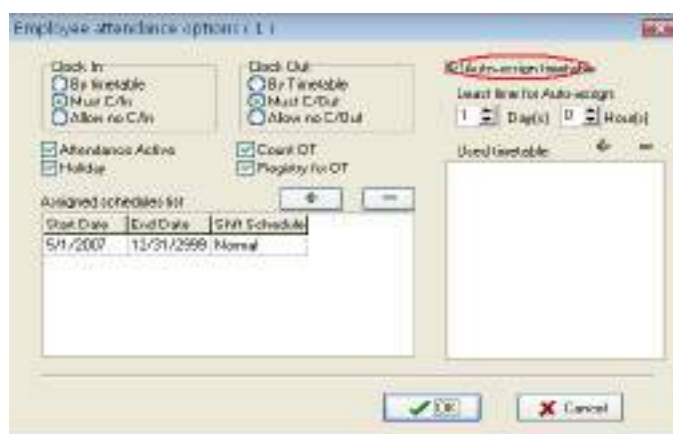 Employee attendance options ( 1 )
Clock In
By timetable
Must C/In
Allow no C/In
Clock Out
By Timetable
Must C/Out
Allow no C/Out
Auto-assign timetable
Least time for Auto-assign
1 Day(s) 0 Hour(s)
Attendance Active
Count OT
Holiday
Registry for OT
Used timetable
+ −
Assigned schedules list
+ −
Start Date End Date Shift Schedule
5/1/2007 12/31/2999 Normal
OK Cancel